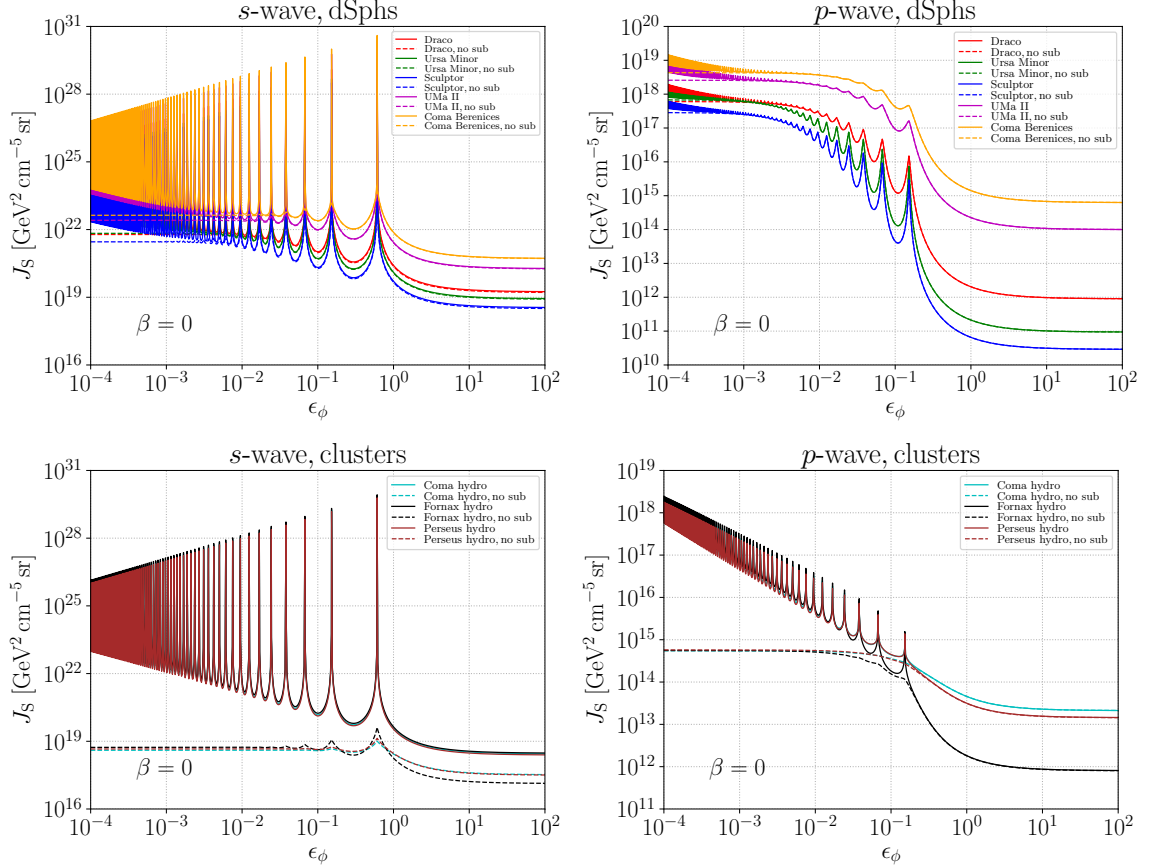 s-wave, dSphs
10^31
10^28
10^25
10^22
10^19
10^16
J_S [GeV^2 cm^−5 sr]
Draco
Draco, no sub
Ursa Minor
Ursa Minor, no sub
Sculptor
Sculptor, no sub
UMa II
UMa II, no sub
Coma Berenices
Coma Berenices, no sub
β = 0
10^−4 10^−3 10^−2 10^−1 10^0 10^1 10^2
ϵ_ϕ
p-wave, dSphs
10^20
10^19
10^18
10^17
10^16
10^15
10^14
10^13
10^12
10^11
10^10
J_S [GeV^2 cm^−5 sr]
Draco
Draco, no sub
Ursa Minor
Ursa Minor, no sub
Sculptor
Sculptor, no sub
UMa II
UMa II, no sub
Coma Berenices
Coma Berenices, no sub
β = 0
10^−4 10^−3 10^−2 10^−1 10^0 10^1 10^2
ϵ_ϕ
s-wave, clusters
10^31
10^28
10^25
10^22
10^19
10^16
J_S [GeV^2 cm^−5 sr]
Coma hydro
Coma hydro, no sub
Fornax hydro
Fornax hydro, no sub
Perseus hydro
Perseus hydro, no sub
β = 0
10^−4 10^−3 10^−2 10^−1 10^0 10^1 10^2
ϵ_ϕ
p-wave, clusters
10^19
10^18
10^17
10^16
10^15
10^14
10^13
10^12
10^11
J_S [GeV^2 cm^−5 sr]
Coma hydro
Coma hydro, no sub
Fornax hydro
Fornax hydro, no sub
Perseus hydro
Perseus hydro, no sub
β = 0
10^−4 10^−3 10^−2 10^−1 10^0 10^1 10^2
ϵ_ϕ